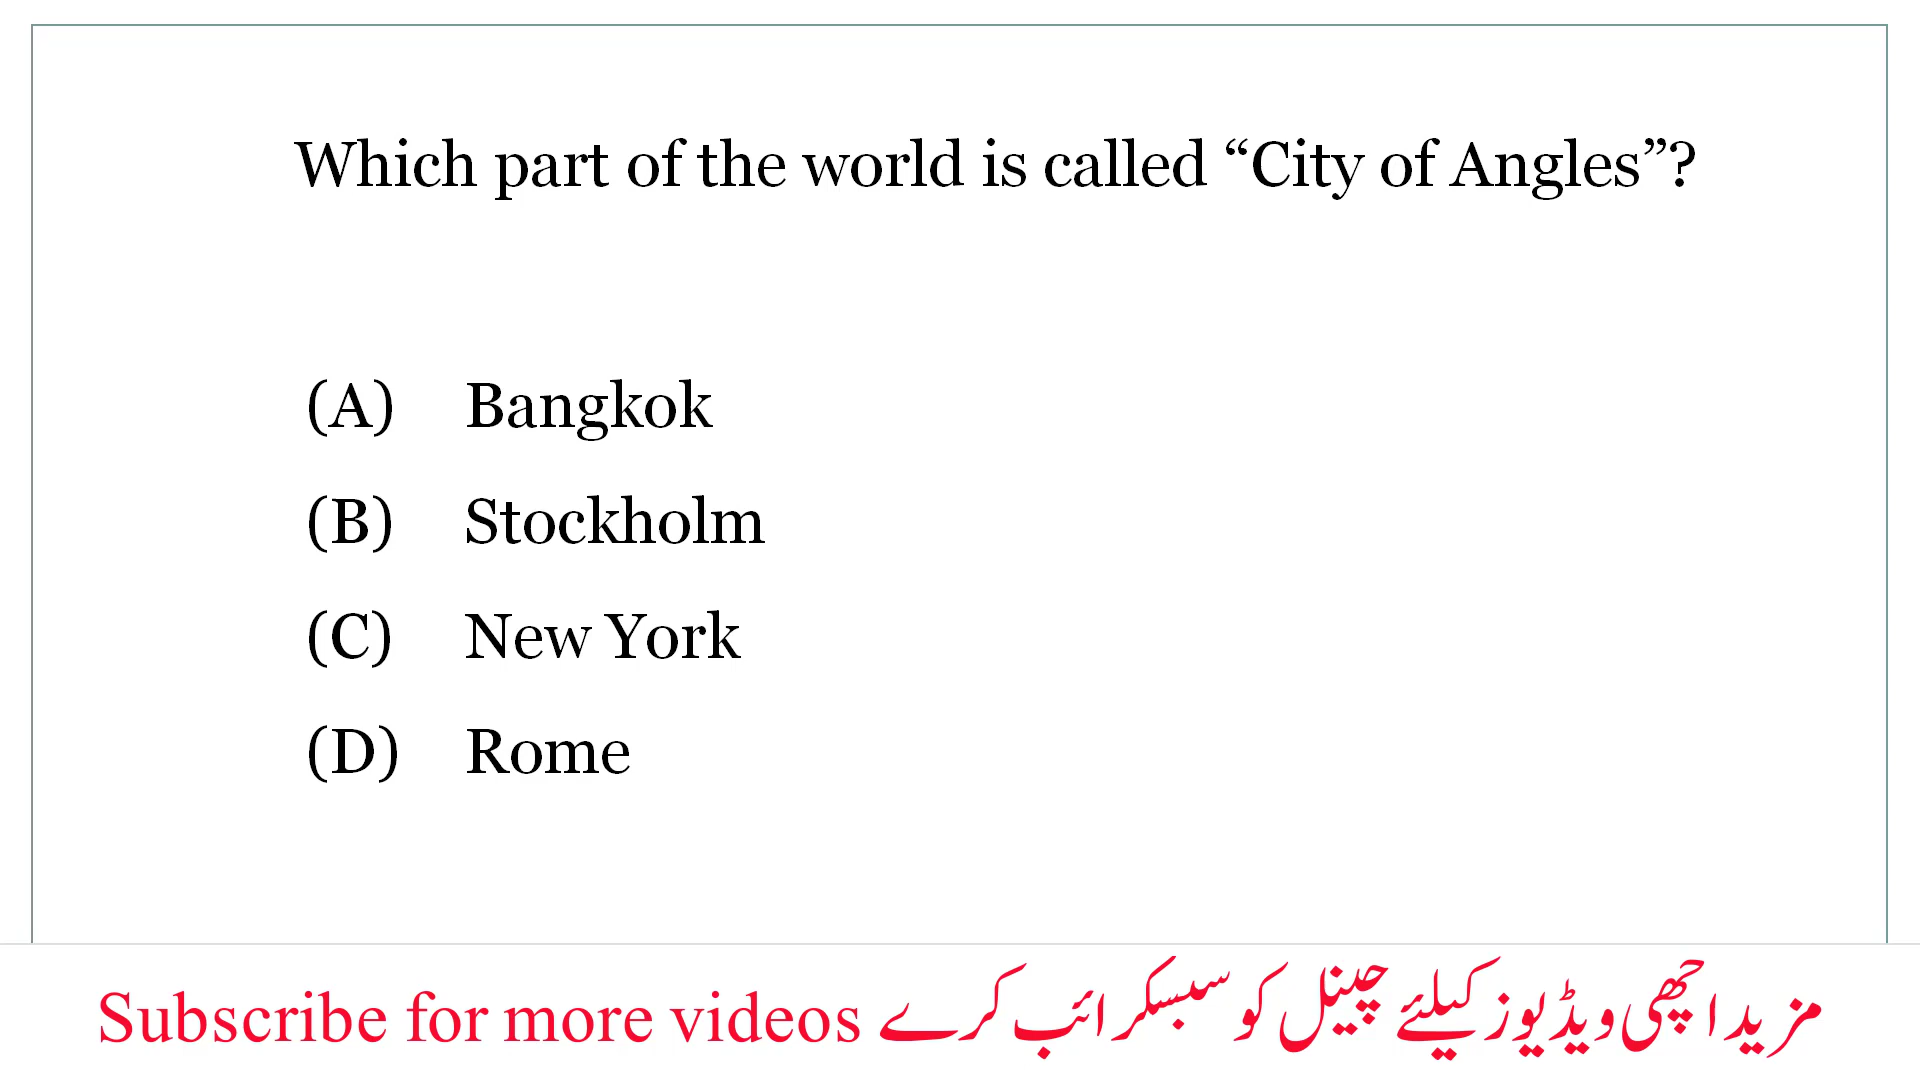 Which part of the world is called “City of Angles”?
(A) Bangkok
(B) Stockholm
(C) New York
(D) Rome
Subscribe for more videos مزید اچھی ویڈیوز کیلئے چینل کو سبسکرائب کرے